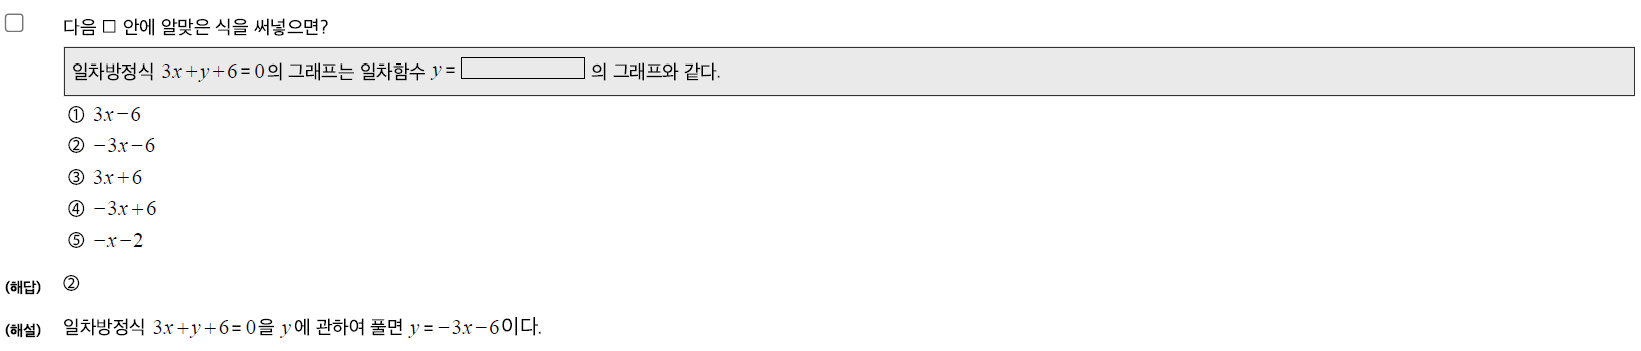 다음 □ 안에 알맞은 식을 써넣으면?
일차방정식 3x+y+6=0의 그래프는 일차함수 y= 의 그래프와 같다.
① 3x-6
② -3x-6
③ 3x+6
④ -3x+6
⑤ -x-2
(해답) ②
(해설) 일차방정식 3x+y+6=0을 y에 관하여 풀면 y=-3x-6이다.